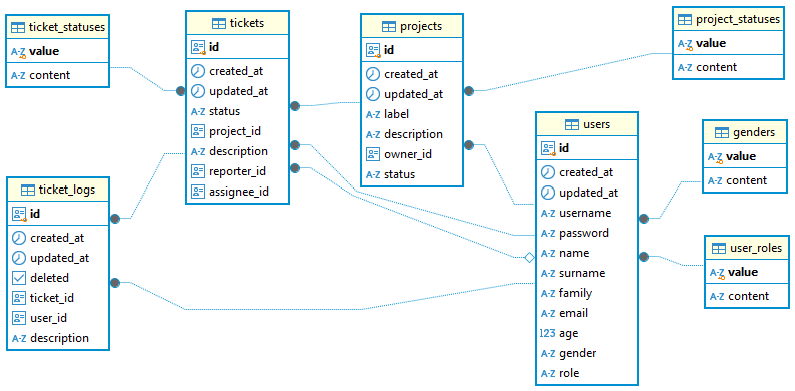 ticket_statuses
A-Z value
A-Z content
tickets
id
created_at
updated_at
A-Z status
project_id
A-Z description
reporter_id
assignee_id
projects
id
created_at
updated_at
A-Z label
A-Z description
owner_id
A-Z status
project_statuses
A-Z value
A-Z content
ticket_logs
id
created_at
updated_at
deleted
ticket_id
user_id
A-Z description
users
id
created_at
updated_at
A-Z username
A-Z password
A-Z name
A-Z surname
A-Z family
A-Z email
123 age
A-Z gender
A-Z role
genders
A-Z value
A-Z content
user_roles
A-Z value
A-Z content